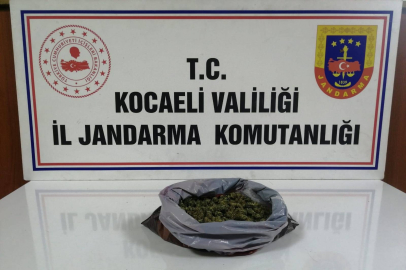 T.C.
KOCAELİ VALİLİĞİ
İL JANDARMA KOMUTANLIĞI
JANDARMA